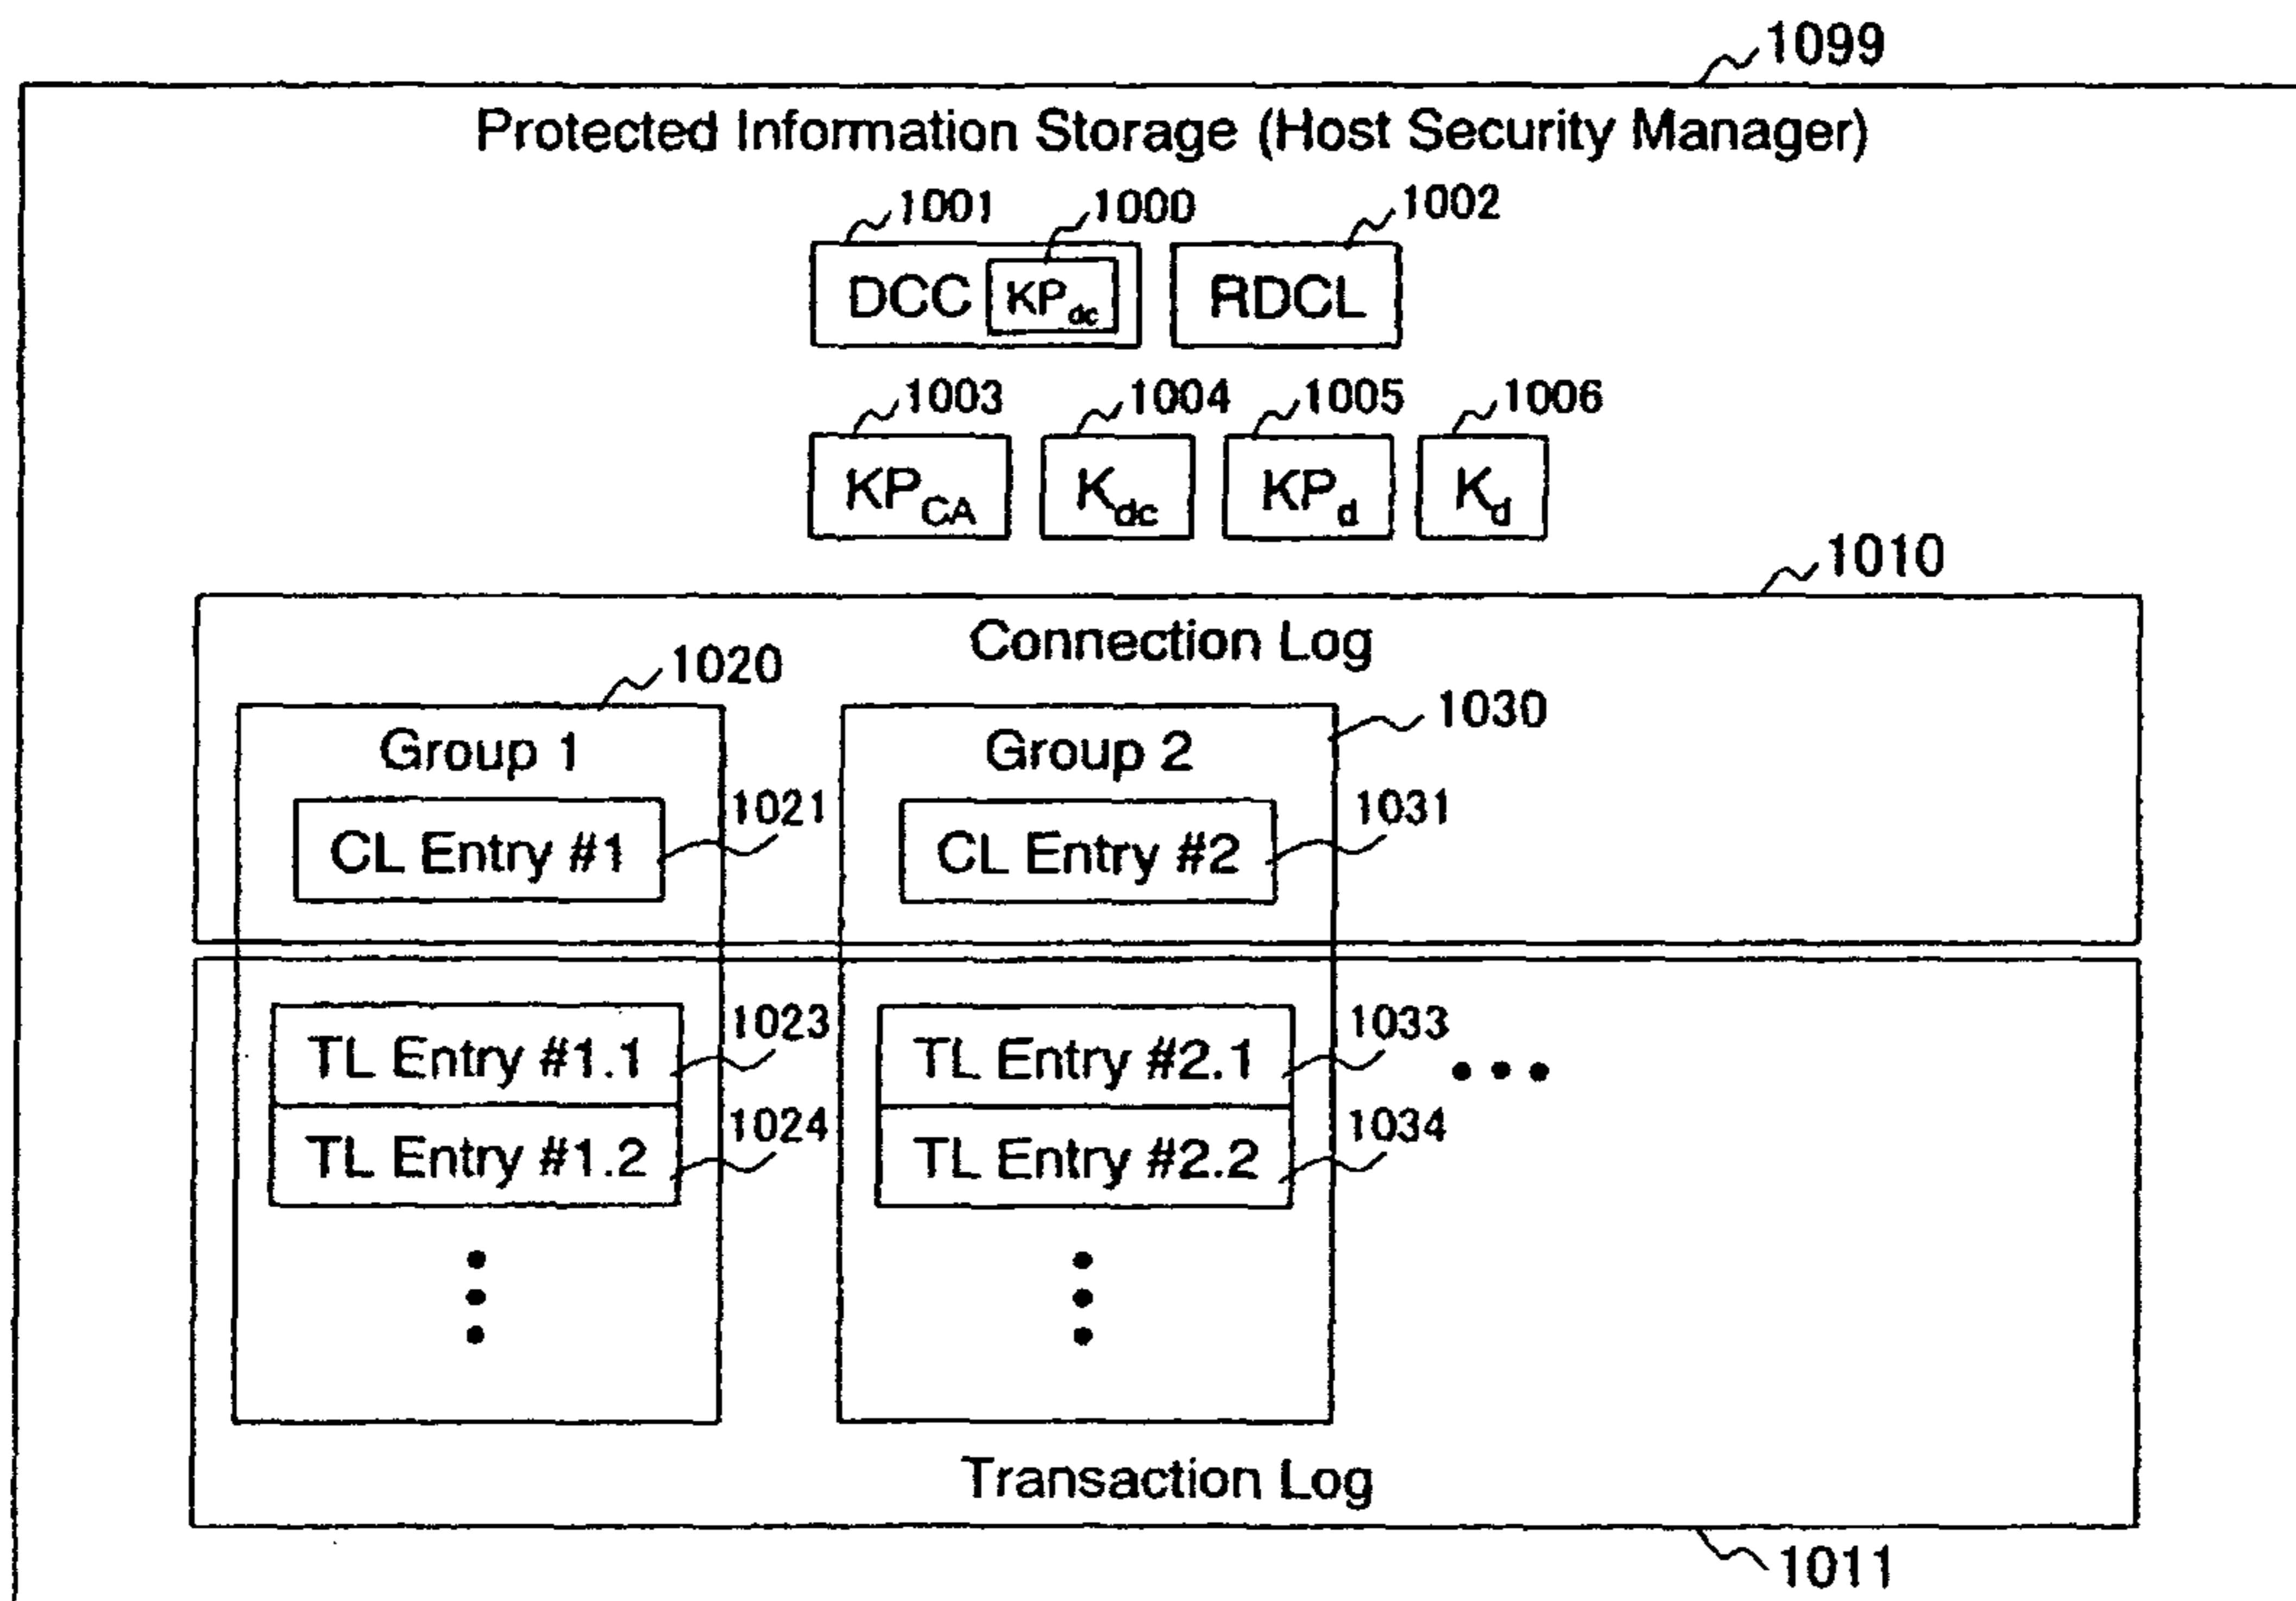 1099
Protected Information Storage (Host Security Manager)
1001 1000 1002
DCC KPdc RDCL
1003 1004 1005 1006
KPCA Kdc KPd Kd
1010
Connection Log
1020
1030
Group 1 Group 2
1021 1031
CL Entry #1 CL Entry #2
1023 1033
TL Entry #1.1 TL Entry #2.1
1024 1034
TL Entry #1.2 TL Entry #2.2
Transaction Log
1011